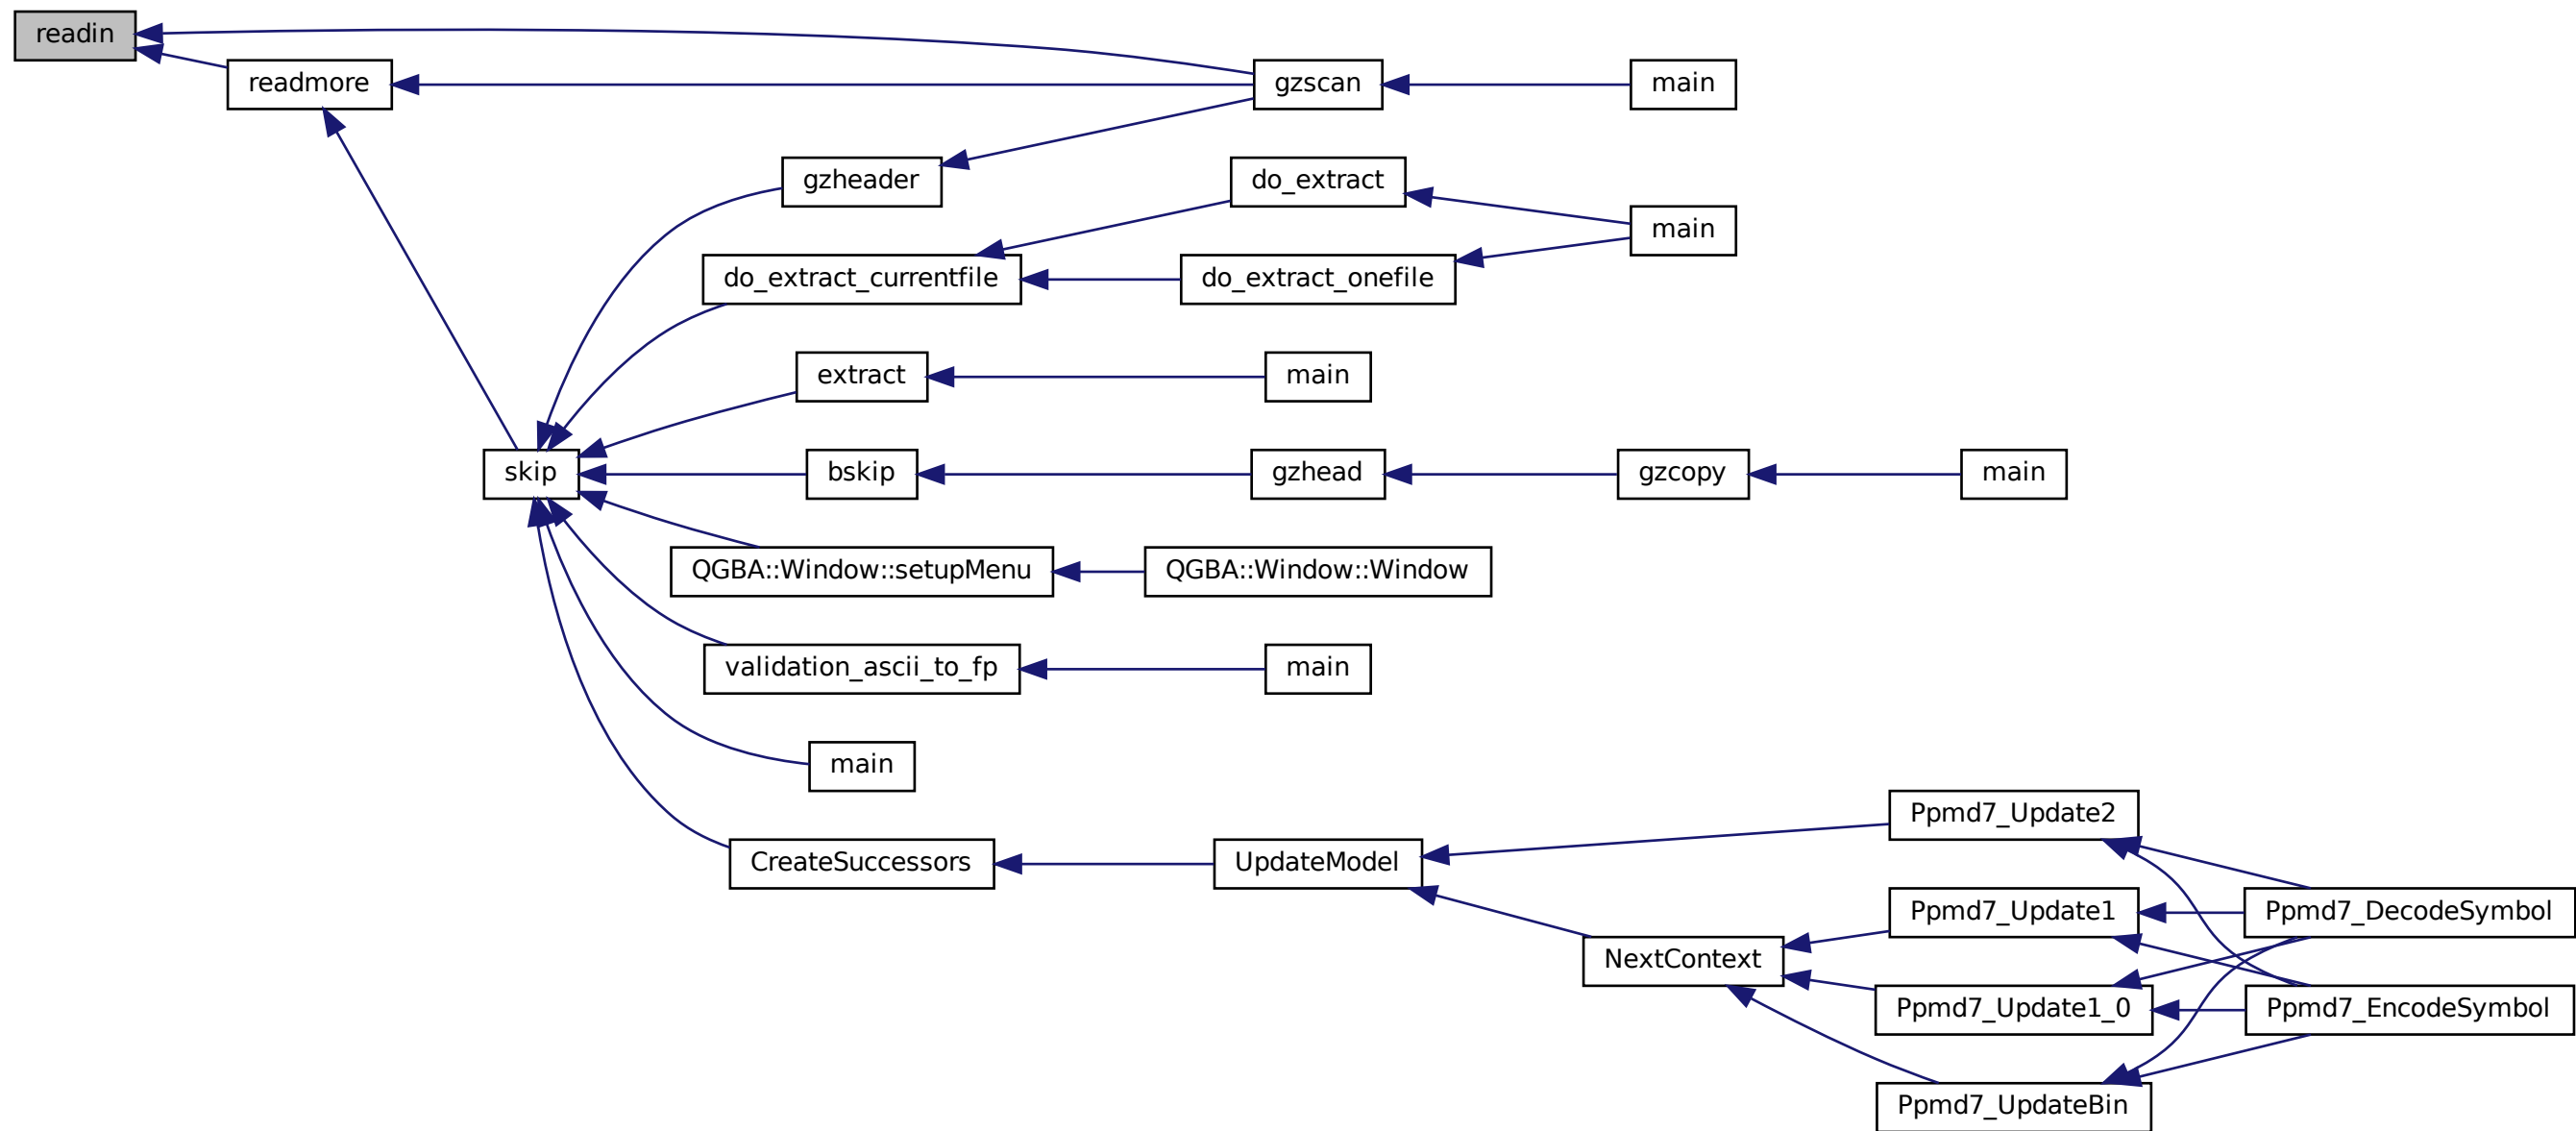 readin
readmore
gzscan
main
gzheader
do_extract
main
do_extract_currentfile
do_extract_onefile
extract
main
skip
bskip
gzhead
gzcopy
main
QGBA::Window::setupMenu
QGBA::Window::Window
validation_ascii_to_fp
main
main
Ppmd7_Update2
CreateSuccessors
UpdateModel
Ppmd7_Update1
Ppmd7_DecodeSymbol
NextContext
Ppmd7_Update1_0
Ppmd7_EncodeSymbol
Ppmd7_UpdateBin